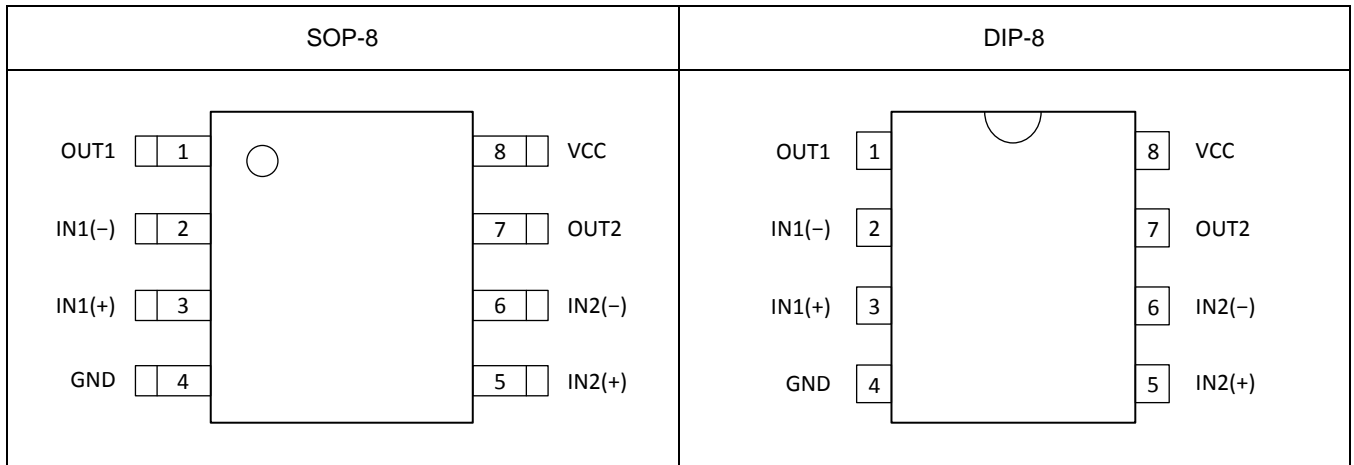 SOP-8
DIP-8
OUT1 1 8 VCC
IN1(−) 2 7 OUT2
IN1(+) 3 6 IN2(−)
GND 4 5 IN2(+)
OUT1 1 8 VCC
IN1(−) 2 7 OUT2
IN1(+) 3 6 IN2(−)
GND 4 5 IN2(+)